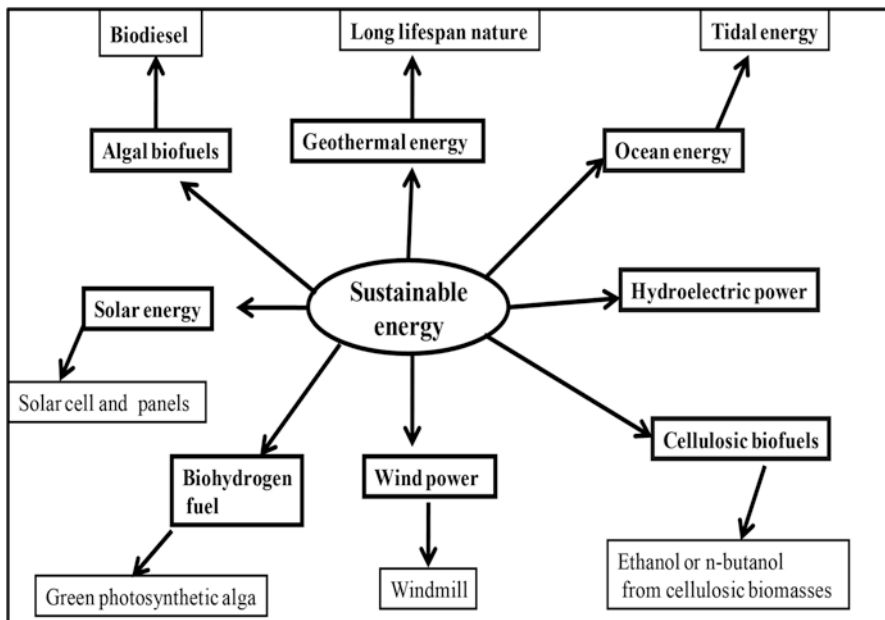 Biodiesel
Long lifespan nature
Tidal energy
Algal biofuels
Geothermal energy
Ocean energy
Sustainable
energy
Hydroelectric power
Solar energy
Solar cell and panels
Cellulosic biofuels
Biohydrogen
fuel
Wind power
Ethanol or n-butanol
from cellulosic biomasses
Green photosynthetic alga
Windmill